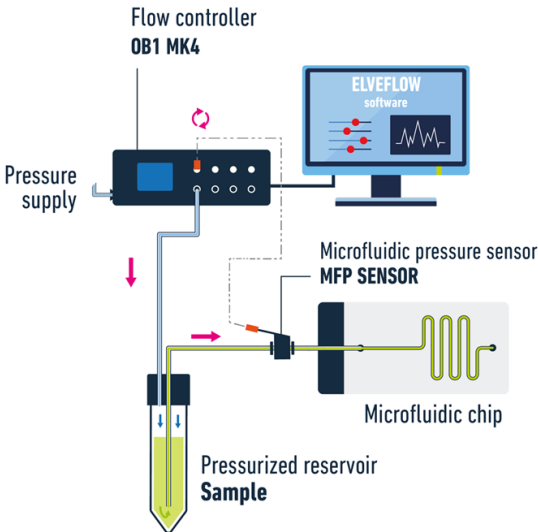 Flow controller
OB1 MK4
ELVEFLOW
software
Pressure
supply
Microfluidic pressure sensor
MFP SENSOR
Microfluidic chip
Pressurized reservoir
Sample